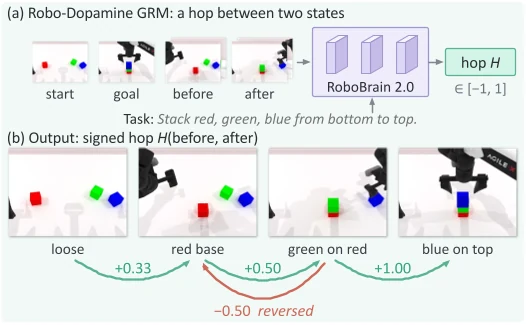 (a) Robo-Dopamine GRM: a hop between two states
start goal before after
RoboBrain 2.0
hop H
∈ [−1, 1]
Task: Stack red, green, blue from bottom to top.
(b) Output: signed hop H(before, after)
AGILE X
loose red base green on red blue on top
+0.33 +0.50 +1.00
−0.50 reversed